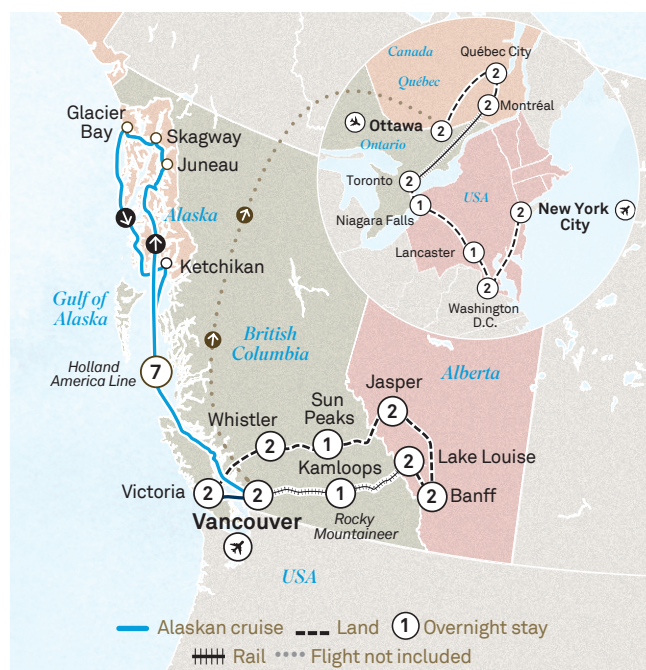 Canada
Québec City
2
Québec
2
Montréal
Ottawa
2
Ontario
Toronto
2
USA
1
Niagara Falls
2
New York
City
Lancaster
1
2
Washington
D.C.
Glacier
Bay
Skagway
Juneau
Alaska
Ketchikan
Gulf of
Alaska
British
Columbia
Holland
America Line
7
Alberta
Jasper
2
Sun
Peaks
1
Whistler
2
Lake Louise
2
Kamloops
1
Rocky
Mountaineer
2
Banff
Victoria
2
2
Vancouver
USA
Alaskan cruise
Land
1
Overnight stay
Rail
Flight not included